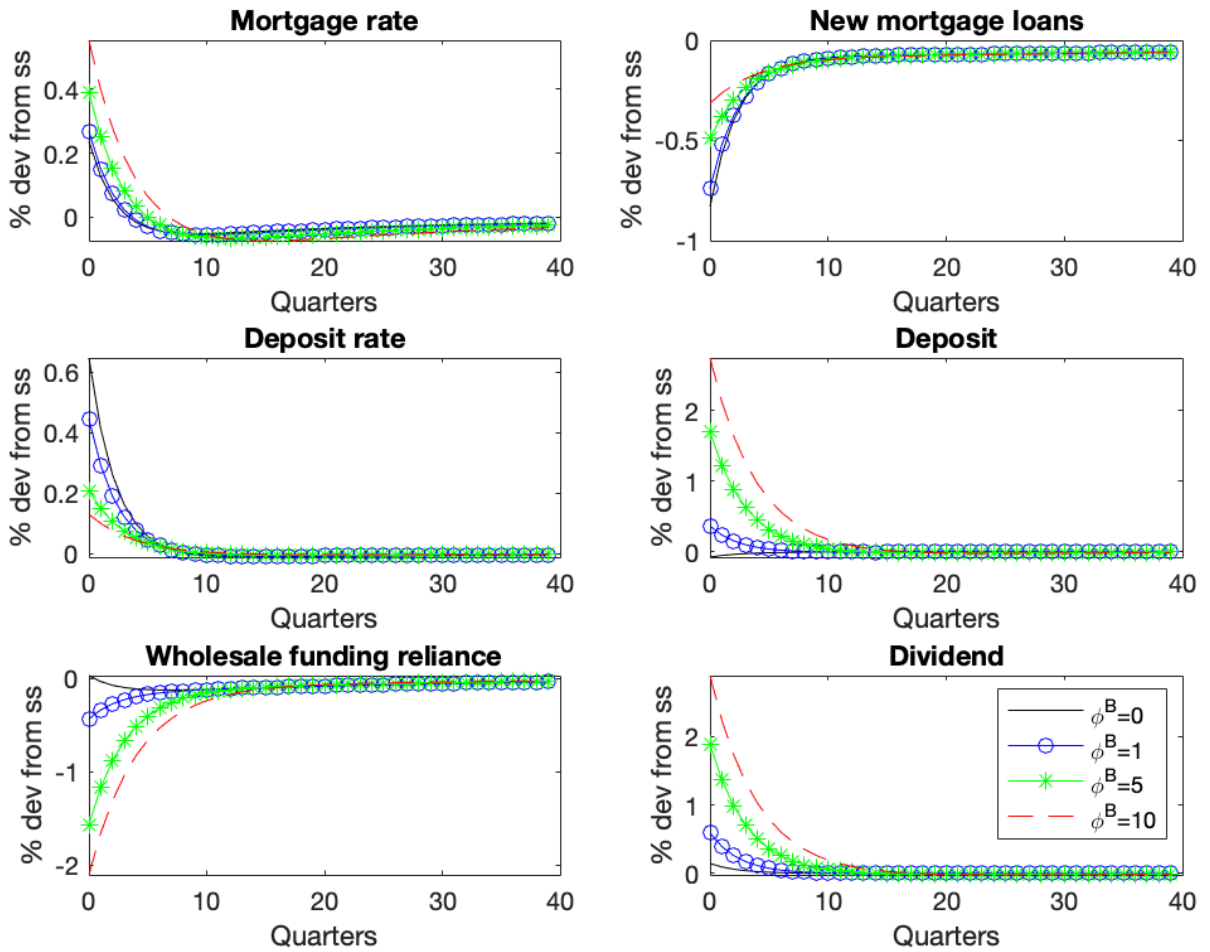 Mortgage rate
% dev from ss
0.4
0.2
0
0 10 20 30 40
Quarters
New mortgage loans
% dev from ss
0
-0.5
-1
0 10 20 30 40
Quarters
Deposit rate
% dev from ss
0.6
0.4
0.2
0
0 10 20 30 40
Quarters
Deposit
% dev from ss
2
1
0
0 10 20 30 40
Quarters
Wholesale funding reliance
% dev from ss
0
-1
-2
0 10 20 30 40
Quarters
Dividend
% dev from ss
2
1
0
0 10 20 30 40
Quarters
ϕᴮ=0
ϕᴮ=1
ϕᴮ=5
ϕᴮ=10